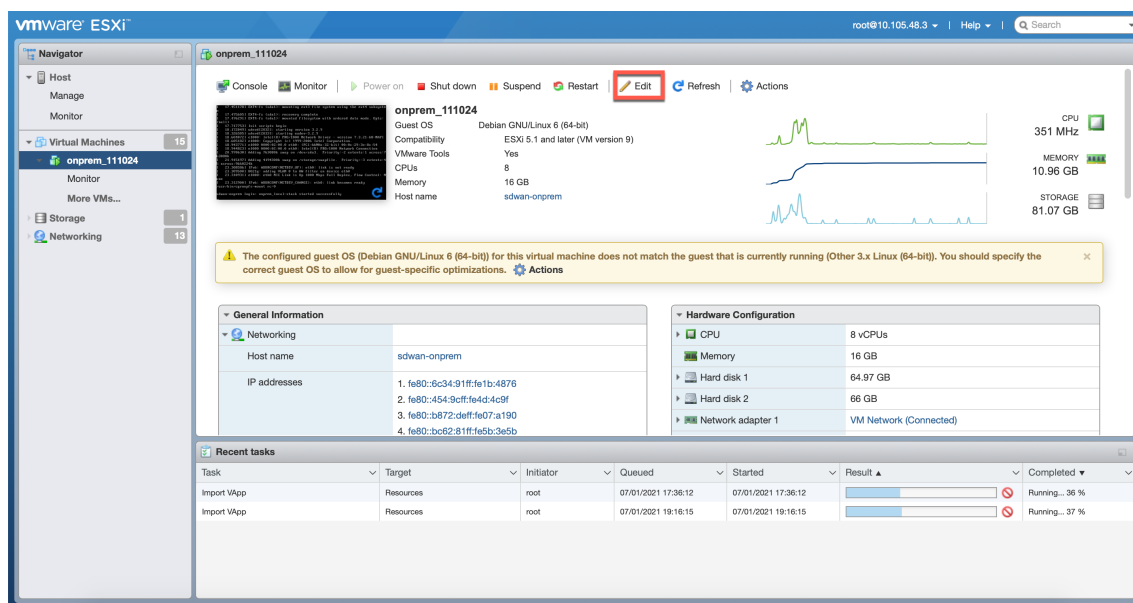 vmware ESXi™
root@10.105.48.3 | Help | Search
Navigator
Host
Manage
Monitor
Virtual Machines 15
onprem_111024
Monitor
More VMs...
Storage 1
Networking 13
onprem_111024
Console Monitor | Power on Shut down Suspend Restart | Edit Refresh | Actions
onprem_111024
Guest OS Debian GNU/Linux 6 (64-bit)
Compatibility ESXi 5.1 and later (VM version 9)
VMware Tools Yes
CPUs 8
Memory 16 GB
Host name sdwan-onprem
CPU
351 MHz
MEMORY
10.96 GB
STORAGE
81.07 GB
The configured guest OS (Debian GNU/Linux 6 (64-bit)) for this virtual machine does not match the guest that is currently running (Other 3.x Linux (64-bit)). You should specify the
correct guest OS to allow for guest-specific optimizations. Actions
General Information
Networking
Host name sdwan-onprem
IP addresses 1. fe80::6c34:91ff:fe1b:4876
2. fe80::454:9cff:fe4d:4c9f
3. fe80::b872:deff:fe07:a190
4. fe80::bc62:81ff:fe5b:3e5b
Hardware Configuration
CPU 8 vCPUs
Memory 16 GB
Hard disk 1 64.97 GB
Hard disk 2 66 GB
Network adapter 1 VM Network (Connected)
Recent tasks
Task Target Initiator Queued Started Result ▲ Completed ▼
Import VApp Resources root 07/01/2021 17:36:12 07/01/2021 17:36:12 Running... 36 %
Import VApp Resources root 07/01/2021 19:16:15 07/01/2021 19:16:15 Running... 37 %